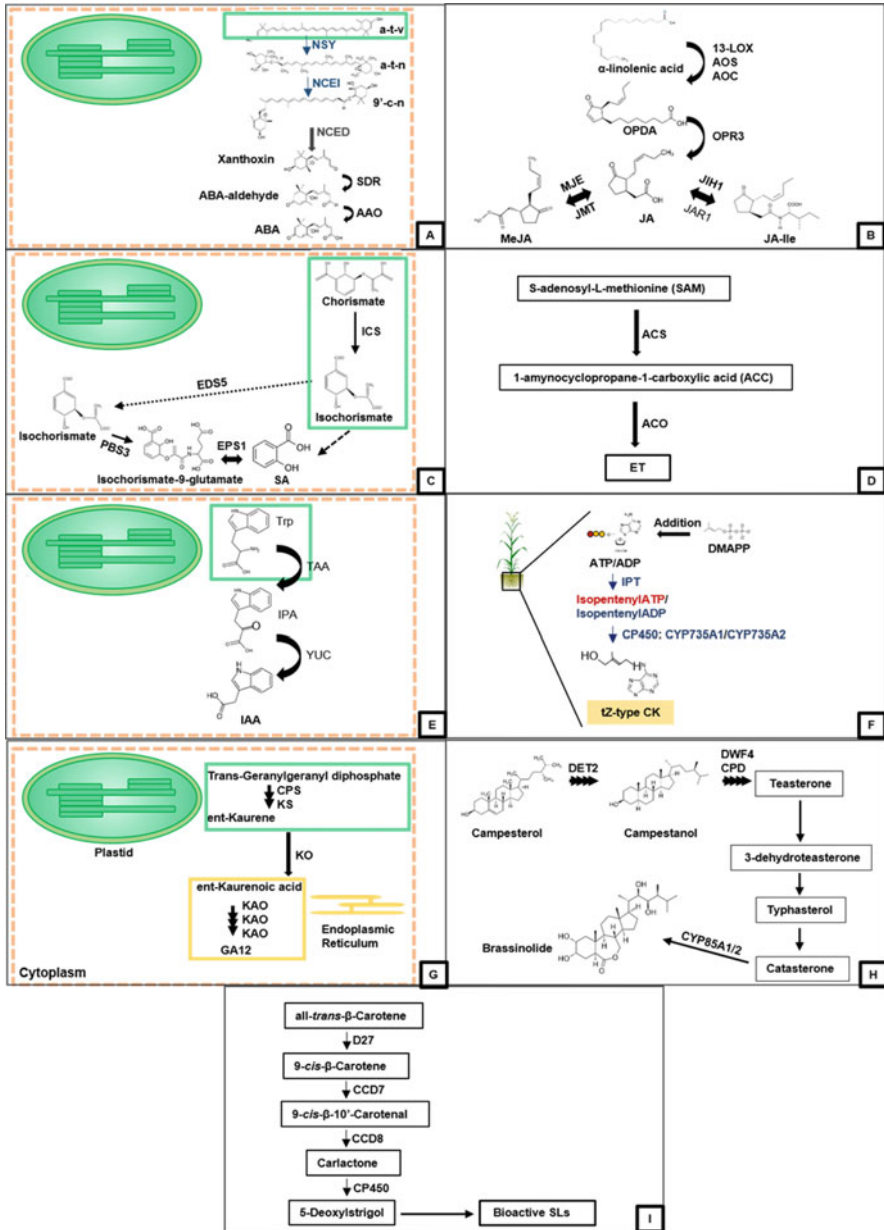 a-t-v
NSY
a-t-n
NCEI
9'-c-n
NCED
Xanthoxin
SDR
ABA-aldehyde
AAO
ABA
A
13-LOX
AOS
AOC
α-linolenic acid
OPDA
OPR3
MJE
JMT
JIH1
JAR1
MeJA
JA
JA-Ile
B
Chorismate
ICS
EDS5
Isochorismate
Isochorismate
PBS3
EPS1
Isochorismate-9-glutamate
SA
C
S-adenosyl-L-methionine (SAM)
ACS
1-amynocyclopropane-1-carboxylic acid (ACC)
ACO
ET
D
Trp
TAA
IPA
YUC
IAA
E
Addition
ATP/ADP
DMAPP
IPT
IsopentenylATP/
IsopentenylADP
CP450; CYP735A1/CYP735A2
tZ-type CK
F
Trans-Geranylgeranyl diphosphate
CPS
KS
ent-Kaurene
Plastid
KO
ent-Kaurenoic acid
KAO
KAO
KAO
GA12
Endoplasmic
Reticulum
Cytoplasm
G
DET2
DWF4
CPD
Teasterone
Campesterol
Campestanol
3-dehydroteasterone
Typhasterol
Brassinolide
CYP85A1/2
Catasterone
H
all-trans-β-Carotene
D27
9-cis-β-Carotene
CCD7
9-cis-β-10'-Carotenal
CCD8
Carlactone
CP450
5-Deoxylstrigol
Bioactive SLs
I